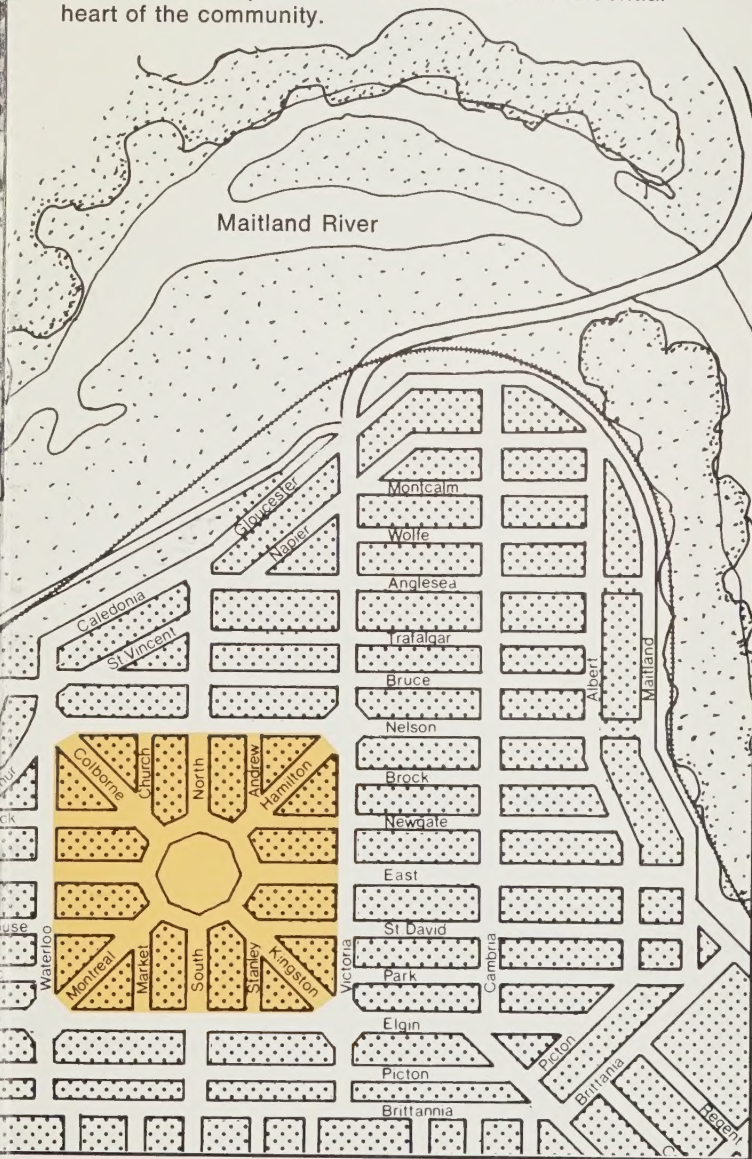 heart of the community.
Maitland River
Montcalm
Gloucester
Wolfe
Napier
Anglesea
Caledonia
Trafalgar
St Vincent
Bruce
Albert
Maitland
Nelson
Colborne
Church
North
Andrew
Hamilton
Brock
Newgate
East
St David
Waterloo
Montreal
Market
South
Stanley
Kingston
Victoria
Cambria
Park
Elgin
Picton
Picton
Brittania
Brittannia
Regent